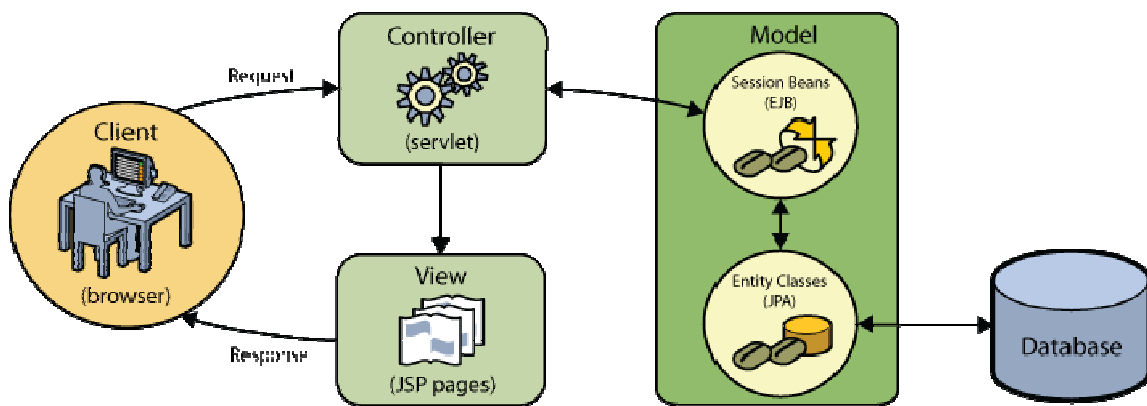 Request
Client
(browser)
Response
Controller
(servlet)
View
(JSP pages)
Model
Session Beans
(EJB)
Entity Classes
(JPA)
Database